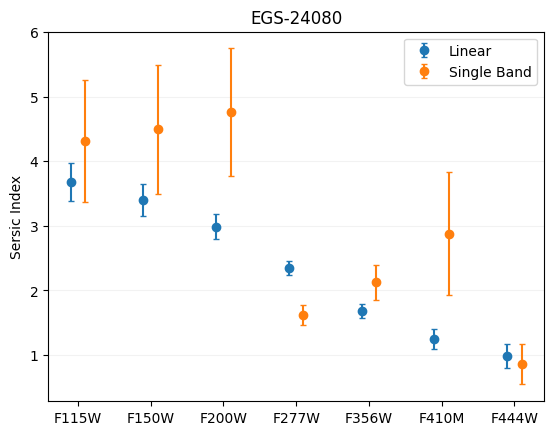 EGS-24080
Linear
Single Band
Sersic Index
6
5
4
3
2
1
F115W F150W F200W F277W F356W F410M F444W